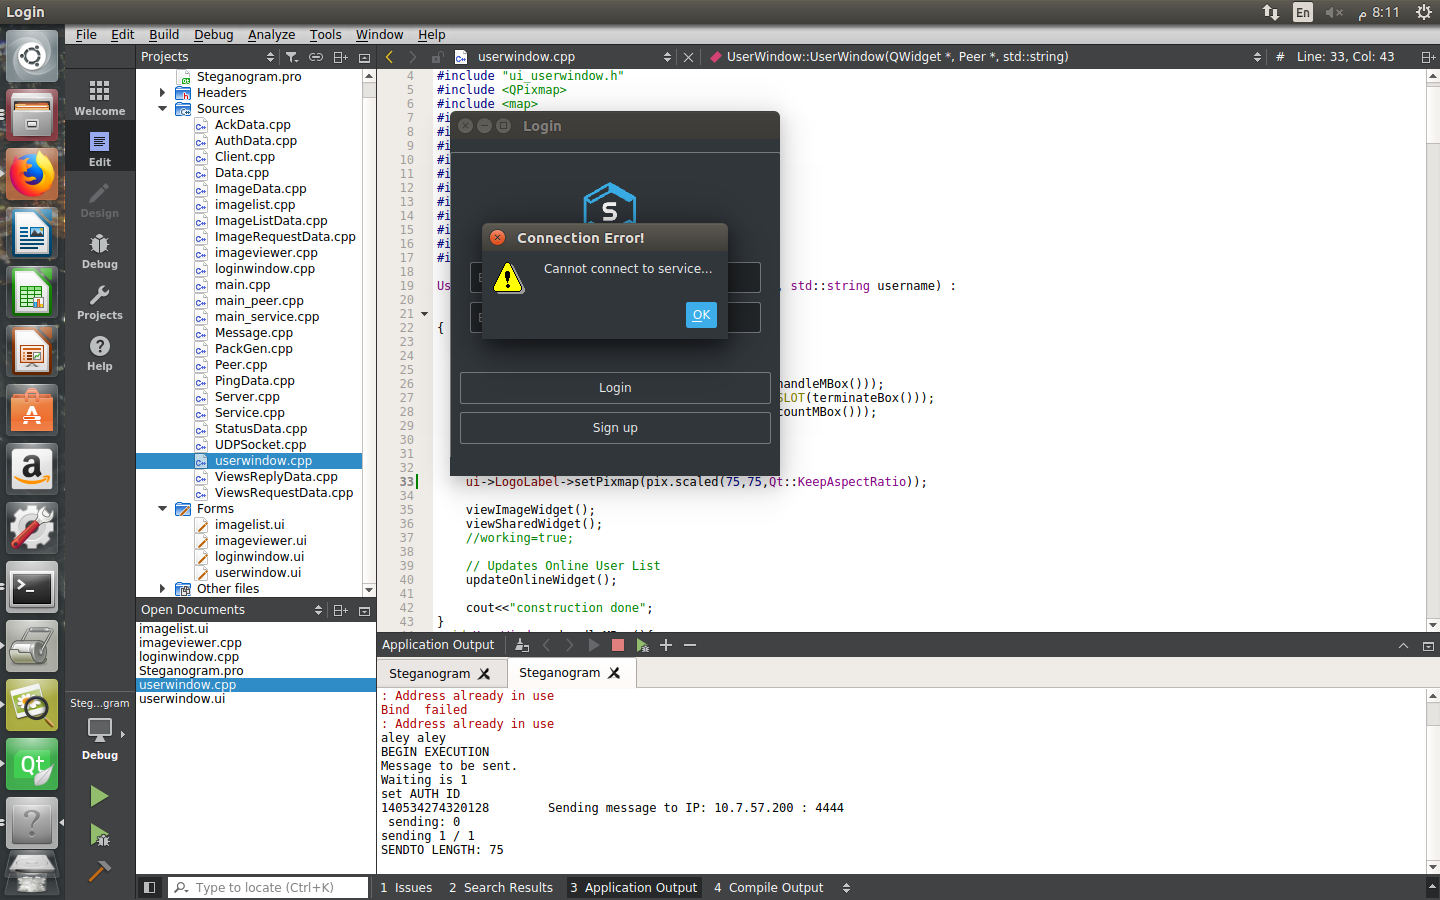 Login
En
م 8:11
File Edit Build Debug Analyze Tools Window Help
Projects
userwindow.cpp
UserWindow::UserWindow(QWidget *, Peer *, std::string)
# Line: 33, Col: 43
Welcome
Edit
Design
Debug
Projects
Help
Steg...gram
Debug
Steganogram.pro
Headers
Sources
AckData.cpp
AuthData.cpp
Client.cpp
Data.cpp
ImageData.cpp
imagelist.cpp
ImageListData.cpp
ImageRequestData.cpp
imageviewer.cpp
loginwindow.cpp
main.cpp
main_peer.cpp
main_service.cpp
Message.cpp
PackGen.cpp
Peer.cpp
PingData.cpp
Server.cpp
Service.cpp
StatusData.cpp
UDPSocket.cpp
userwindow.cpp
ViewsReplyData.cpp
ViewsRequestData.cpp
Forms
imagelist.ui
imageviewer.ui
loginwindow.ui
userwindow.ui
Other files
Open Documents
imagelist.ui
imageviewer.cpp
loginwindow.cpp
Steganogram.pro
userwindow.cpp
userwindow.ui
4 #include "ui_userwindow.h"
5 #include <QPixmap>
6 #include <map>
7 #i
8 #i
9 #i
10 #i
11 #i
12 #i
13 #i
14 #i
15 #i
16 #i
17 #i
18
19 Us , std::string username) :
20
21
22 {
23
24
25
26 handleMBox()));
27 SLOT(terminateBox()));
28 countMBox()));
29
30
31
32
33 ui->LogoLabel->setPixmap(pix.scaled(75,75,Qt::KeepAspectRatio));
34
35 viewImageWidget();
36 viewSharedWidget();
37 //working=true;
38
39 // Updates Online User List
40 updateOnlineWidget();
41
42 cout<<"construction done";
43 }
Login
S
Connection Error!
Cannot connect to service...
OK
Login
Sign up
Application Output
Steganogram
Steganogram
: Address already in use
Bind failed
: Address already in use
aley aley
BEGIN EXECUTION
Message to be sent.
Waiting is 1
set AUTH ID
140534274320128 Sending message to IP: 10.7.57.200 : 4444
sending: 0
sending 1 / 1
SENDTO LENGTH: 75
Type to locate (Ctrl+K)
1 Issues 2 Search Results 3 Application Output 4 Compile Output